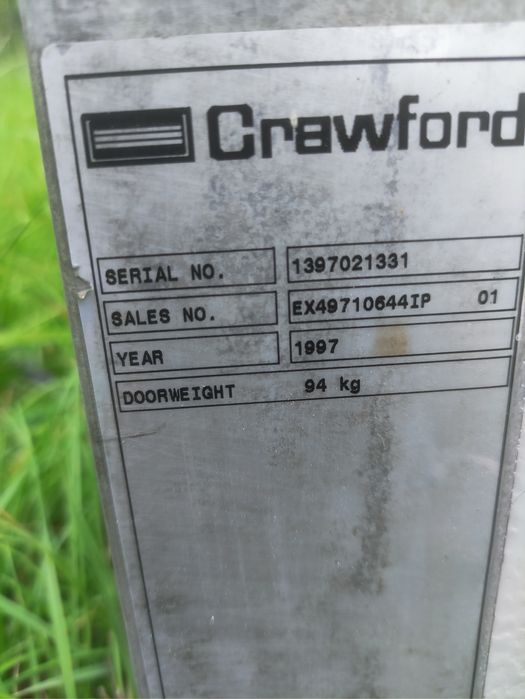 Crawford
SERIAL NO. 1397021331
SALES NO. EX49710644IP 01
YEAR 1997
DOORWEIGHT 94 kg